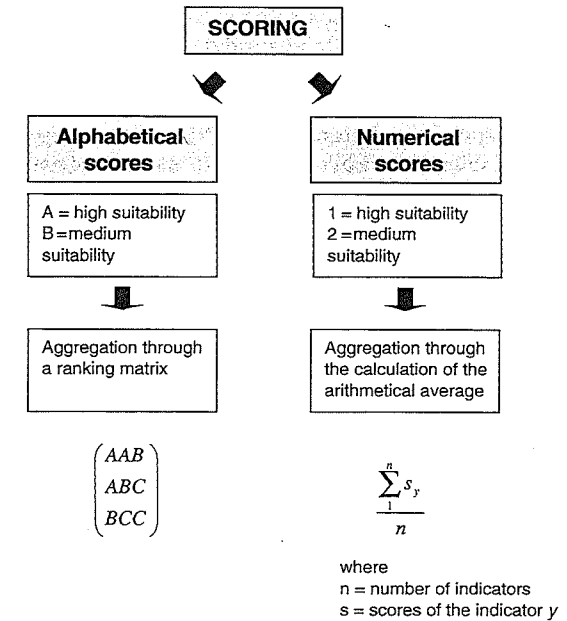 SCORING
Alphabetical
scores
A = high suitability
B=medium
suitability
Aggregation through
a ranking matrix
AAB
ABC
BCC
Numerical
scores
1 = high suitability
2 =medium
suitability
Aggregation through
the calculation of the
arithmetical average
n
∑ s_y
1
n
where
n = number of indicators
s = scores of the indicator y